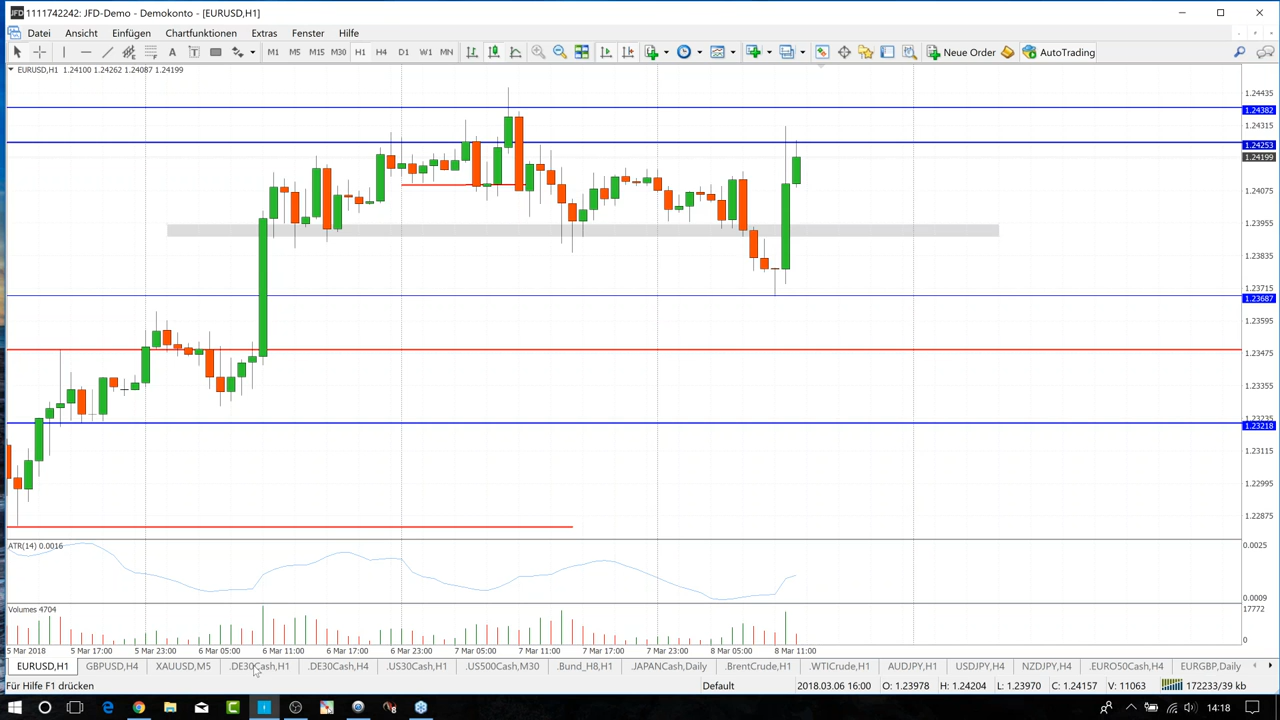 1111742242: JFD-Demo - Demokonto - [EURUSD,H1]
Datei Ansicht Einfügen Chartfunktionen Extras Fenster Hilfe
M1 M5 M15 M30 H1 H4 D1 W1 MN New Order AutoTrading
EURUSD,H1 1.24100 1.24253 1.24087 1.24199
1.24435
1.24382
1.24315
1.24253
1.24199
1.24075
1.23955
1.23835
1.23715
1.23687
1.23595
1.23475
1.23355
1.23235
1.23218
1.23115
1.22995
1.22875
ATR(14) 0.0016
0.0025
0.0009
Volumes 4704
17772
0
5 Mar 2018 5 Mar 17:00 5 Mar 23:00 6 Mar 05:00 6 Mar 11:00 6 Mar 17:00 6 Mar 23:00 7 Mar 05:00 7 Mar 11:00 7 Mar 17:00 7 Mar 23:00 8 Mar 05:00 8 Mar 11:00
EURUSD,H1 GBPUSD,H4 XAUUSD,M5 .DE30Cash,H1 .DE30Cash,H4 .US30Cash,H1 .US500Cash,M30 .Bund_H8,H1 .JAPANCash,Daily .BrentCrude,H1 .WTICrude,H1 AUDJPY,H1 USDJPY,H4 NZDJPY,H4 .EURO50Cash,H4 EURGBP,Daily
Für Hilfe F1 drücken Default 2018.03.06 16:00 O: 1.23978 H: 1.24204 L: 1.23970 C: 1.24157 V: 11063 172233/39 kb
14:18